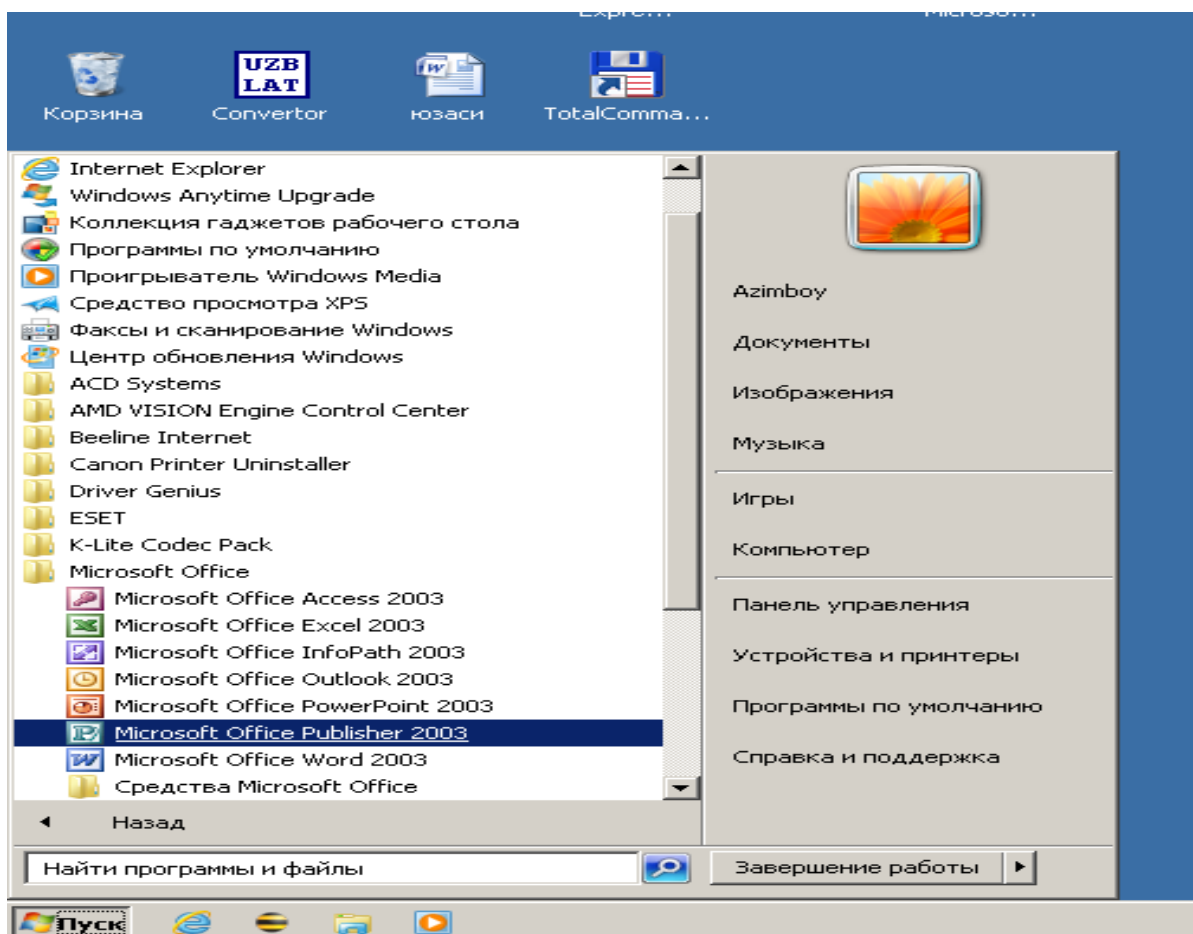 Expre...
Microso...
UZB
LAT
Корзина
Convertor
юзаси
TotalComma...
Internet Explorer
Windows Anytime Upgrade
Коллекция гаджетов рабочего стола
Программы по умолчанию
Проигрыватель Windows Media
Средство просмотра XPS
Факсы и сканирование Windows
Центр обновления Windows
ACD Systems
AMD VISION Engine Control Center
Beeline Internet
Canon Printer Uninstaller
Driver Genius
ESET
K-Lite Codec Pack
Microsoft Office
Microsoft Office Access 2003
Microsoft Office Excel 2003
Microsoft Office InfoPath 2003
Microsoft Office Outlook 2003
Microsoft Office PowerPoint 2003
Microsoft Office Publisher 2003
Microsoft Office Word 2003
Средства Microsoft Office
Назад
Найти программы и файлы
Azimboy
Документы
Изображения
Музыка
Игры
Компьютер
Панель управления
Устройства и принтеры
Программы по умолчанию
Справка и поддержка
Завершение работы
Пуск